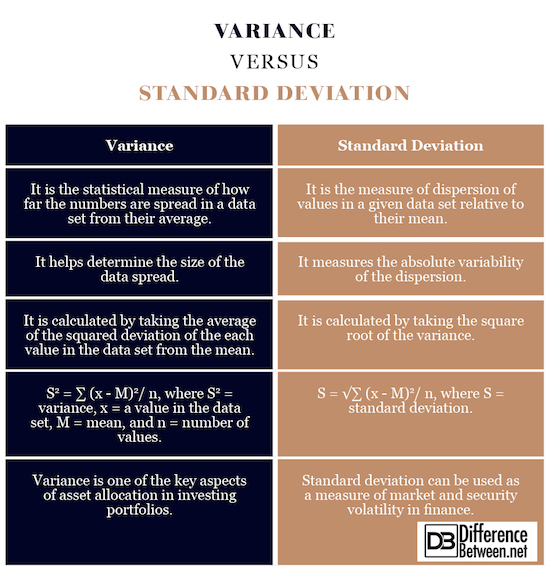 VARIANCE
VERSUS
STANDARD DEVIATION
Variance
Standard Deviation
It is the statistical measure of how
far the numbers are spread in a data
set from their average.
It is the measure of dispersion of
values in a given data set relative to
their mean.
It helps determine the size of the
data spread.
It measures the absolute variability
of the dispersion.
It is calculated by taking the average
of the squared deviation of the each
value in the data set from the mean.
It is calculated by taking the square
root of the variance.
S² = ∑ (x - M)²/ n, where S² =
variance, x = a value in the data
set, M = mean, and n = number of
values.
S = √∑ (x - M)²/ n, where S =
standard deviation.
Variance is one of the key aspects
of asset allocation in investing
portfolios.
Standard deviation can be used as
a measure of market and security
volatility in finance.
DB Difference
Between.net